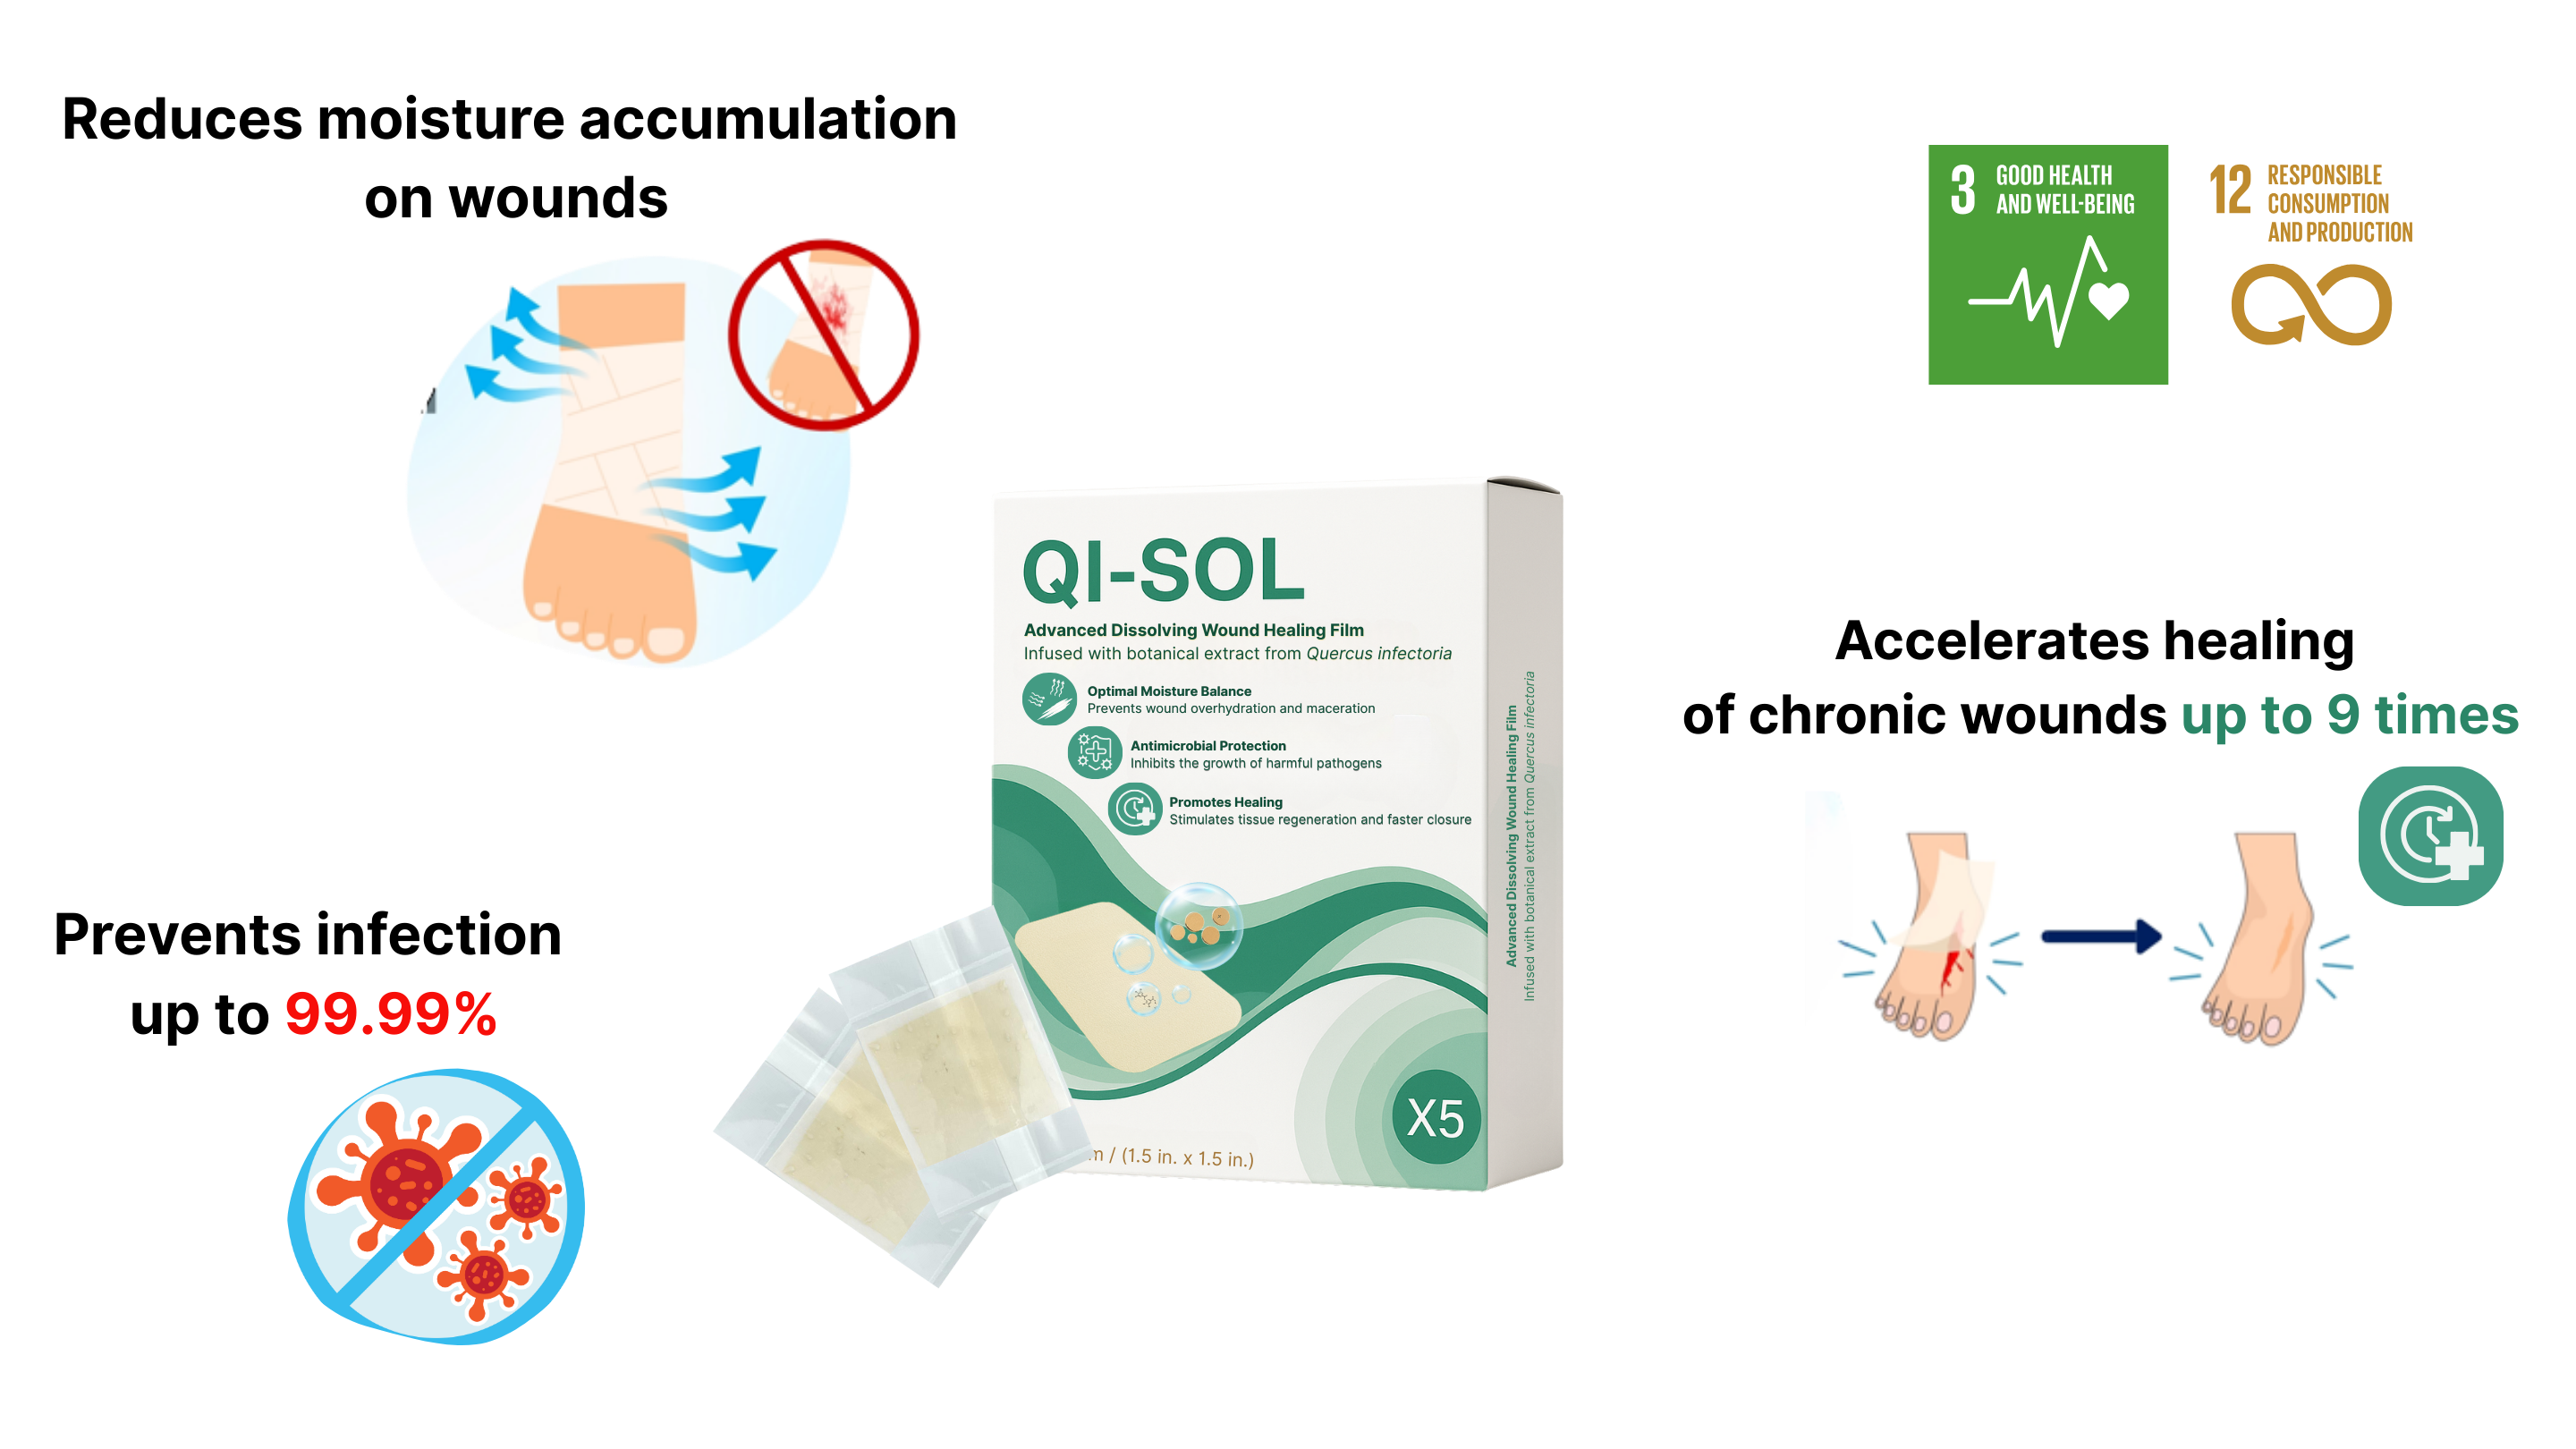 Reduces moisture accumulation
on wounds
3 GOOD HEALTH
AND WELL-BEING
12 RESPONSIBLE
CONSUMPTION
AND PRODUCTION
QI-SOL
Advanced Dissolving Wound Healing Film
Infused with botanical extract from Quercus infectoria
Optimal Moisture Balance
Prevents wound overhydration and maceration
Antimicrobial Protection
Inhibits the growth of harmful pathogens
Promotes Healing
Stimulates tissue regeneration and faster closure
X5
m / (1.5 in. x 1.5 in.)
Advanced Dissolving Wound Healing Film
Infused with botanical extract from Quercus infectoria
Accelerates healing
of chronic wounds up to 9 times
Prevents infection
up to 99.99%